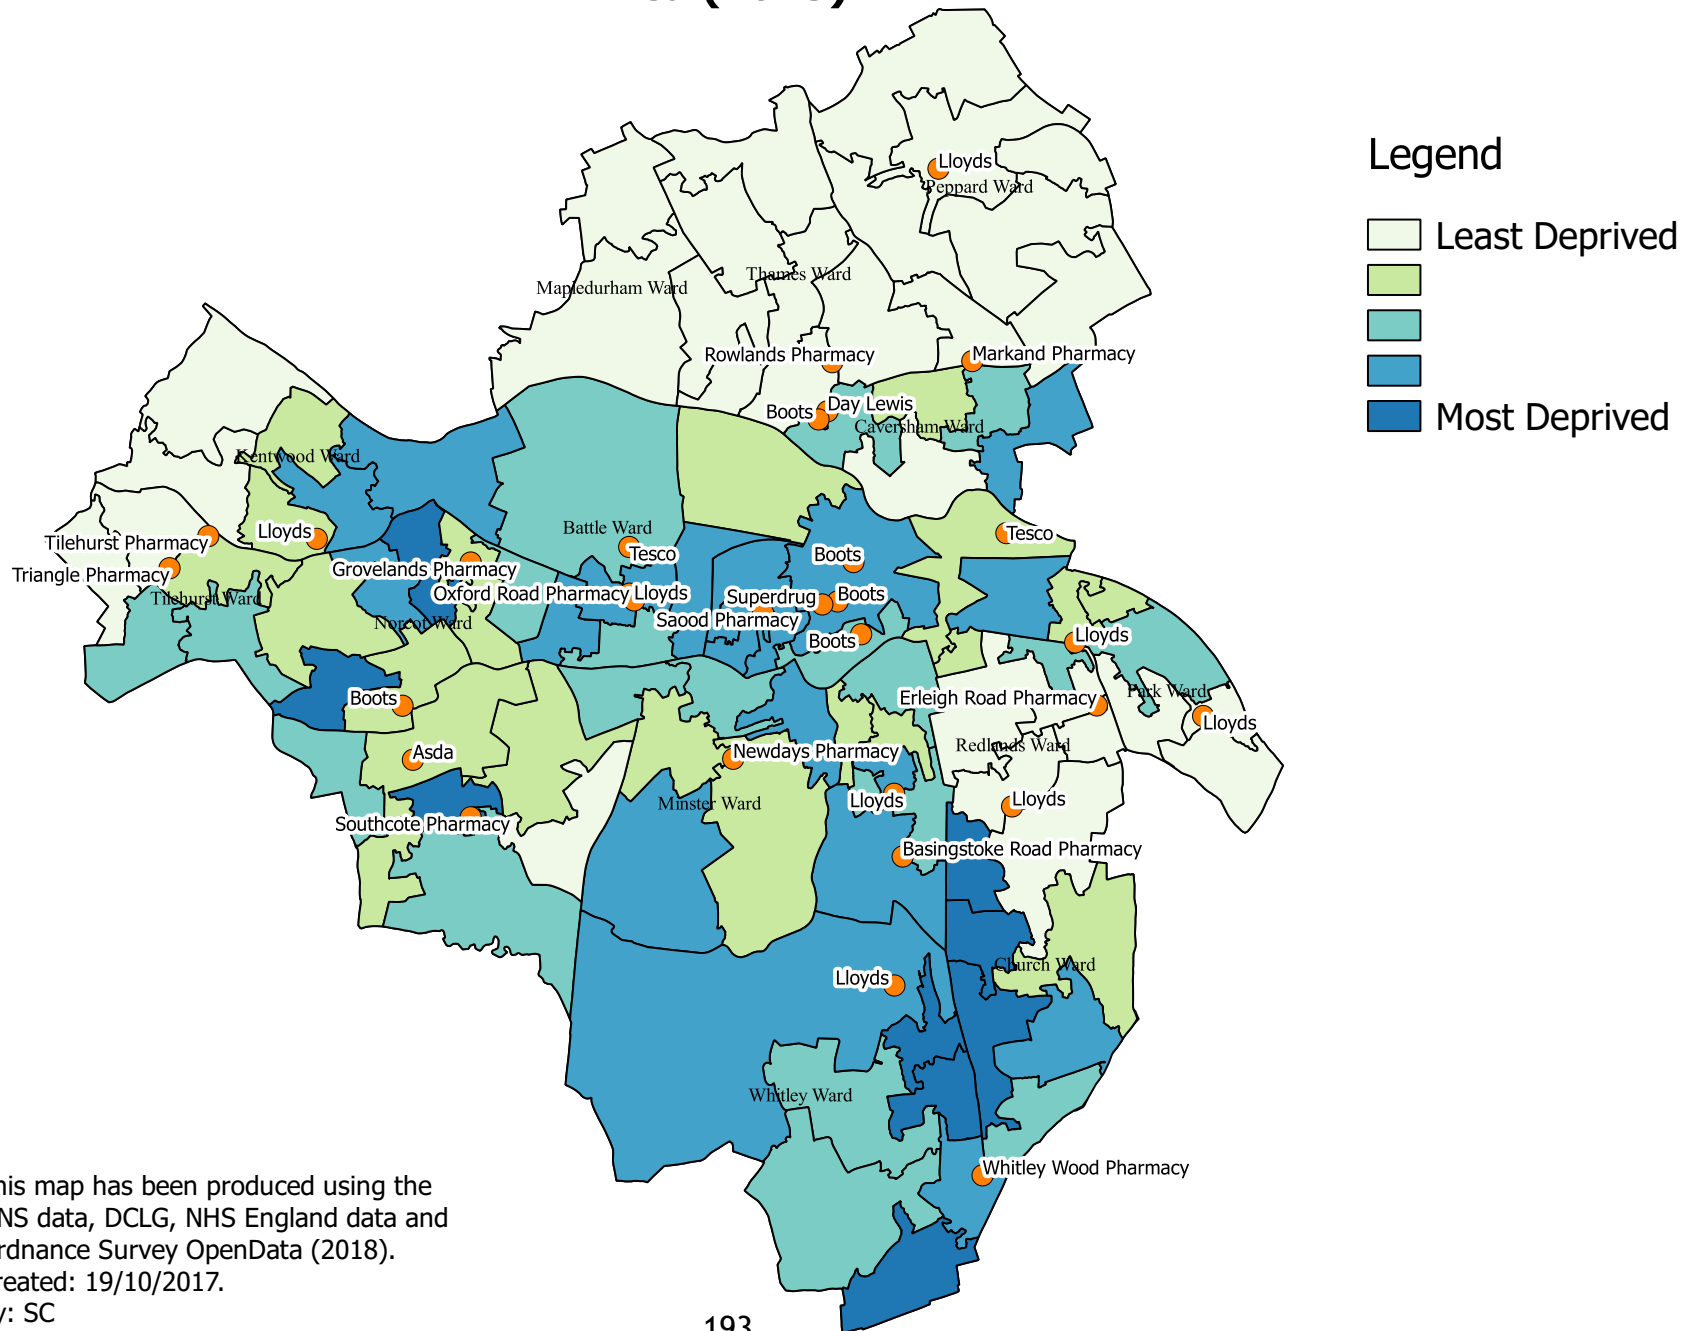 Legend
Least Deprived
Most Deprived
Lloyds
Peppard Ward
Thames Ward
Mapledurham Ward
Rowlands Pharmacy
Markand Pharmacy
Day Lewis
Boots
Caversham Ward
Kentwood Ward
Battle Ward
Tesco
Tesco
Lloyds
Tilehurst Pharmacy
Boots
Grovelands Pharmacy
Triangle Pharmacy
Oxford Road Pharmacy
Lloyds
Superdrug
Boots
Tilehurst Ward
Norcot Ward
Saood Pharmacy
Boots
Lloyds
Park Ward
Boots
Erleigh Road Pharmacy
Lloyds
Redlands Ward
Asda
Newdays Pharmacy
Minster Ward
Lloyds
Lloyds
Southcote Pharmacy
Basingstoke Road Pharmacy
Church Ward
Lloyds
Whitley Ward
Whitley Wood Pharmacy
his map has been produced using the
NS data, DCLG, NHS England data and
rdnance Survey OpenData (2018).
reated: 19/10/2017.
y: SC
193